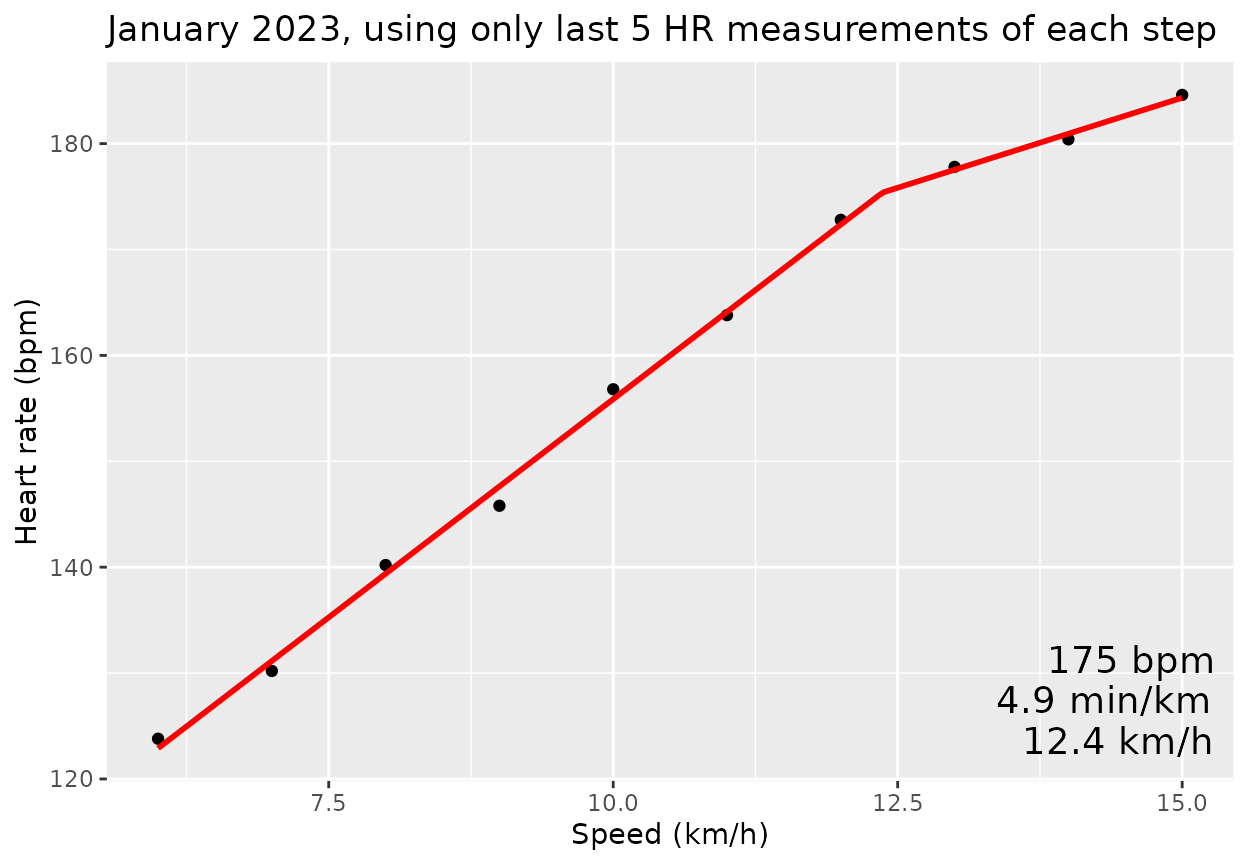 January 2023, using only last 5 HR measurements of each step
180
160
140
120
Heart rate (bpm)
175 bpm
4.9 min/km
12.4 km/h
7.5
10.0
12.5
15.0
Speed (km/h)